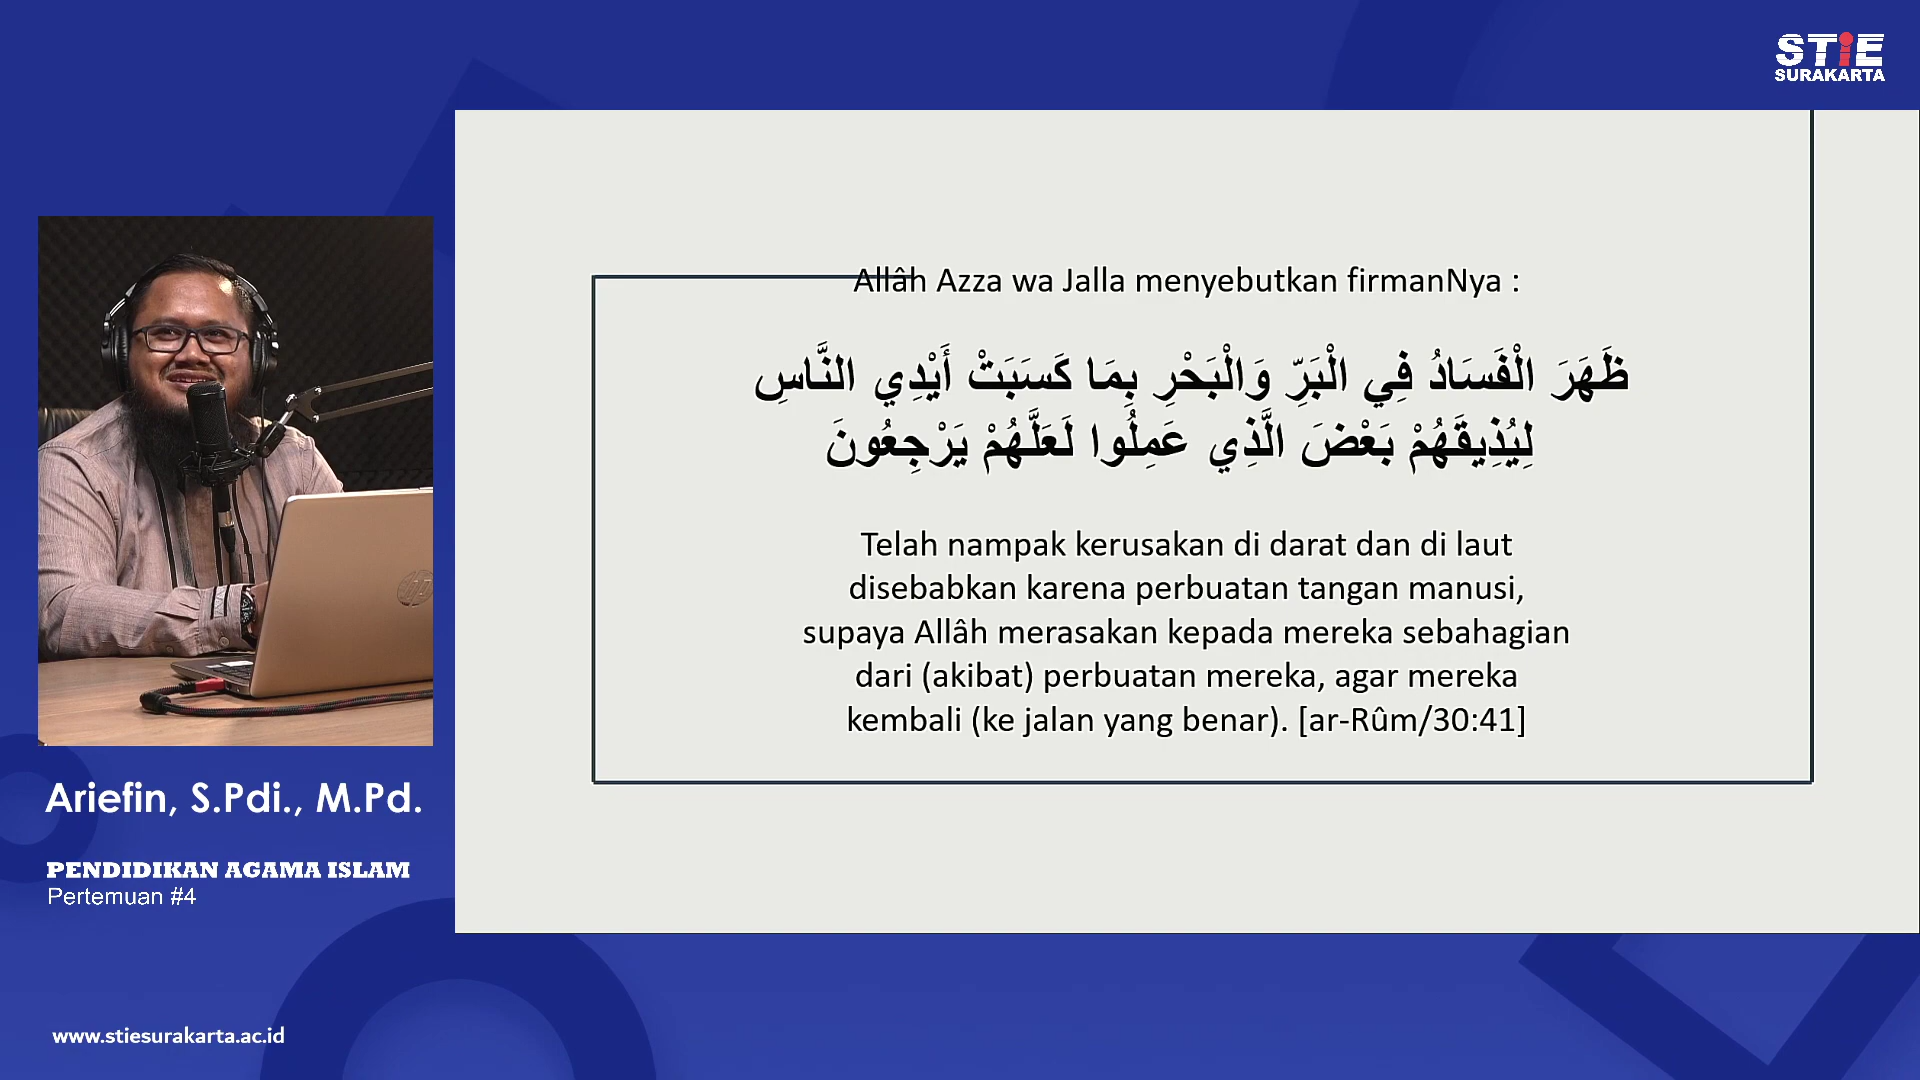 STiE
SURAKARTA
Allâh Azza wa Jalla menyebutkan firmanNya :
ظَهَرَ الْفَسَادُ فِي الْبَرِّ وَالْبَحْرِ بِمَا كَسَبَتْ أَيْدِي النَّاسِ
لِيُذِيقَهُمْ بَعْضَ الَّذِي عَمِلُوا لَعَلَّهُمْ يَرْجِعُونَ
Telah nampak kerusakan di darat dan di laut
disebabkan karena perbuatan tangan manusi,
supaya Allâh merasakan kepada mereka sebahagian
dari (akibat) perbuatan mereka, agar mereka
kembali (ke jalan yang benar). [ar-Rûm/30:41]
hp
Ariefin, S.Pdi., M.Pd.
PENDIDIKAN AGAMA ISLAM
Pertemuan #4
www.stiesurakarta.ac.id